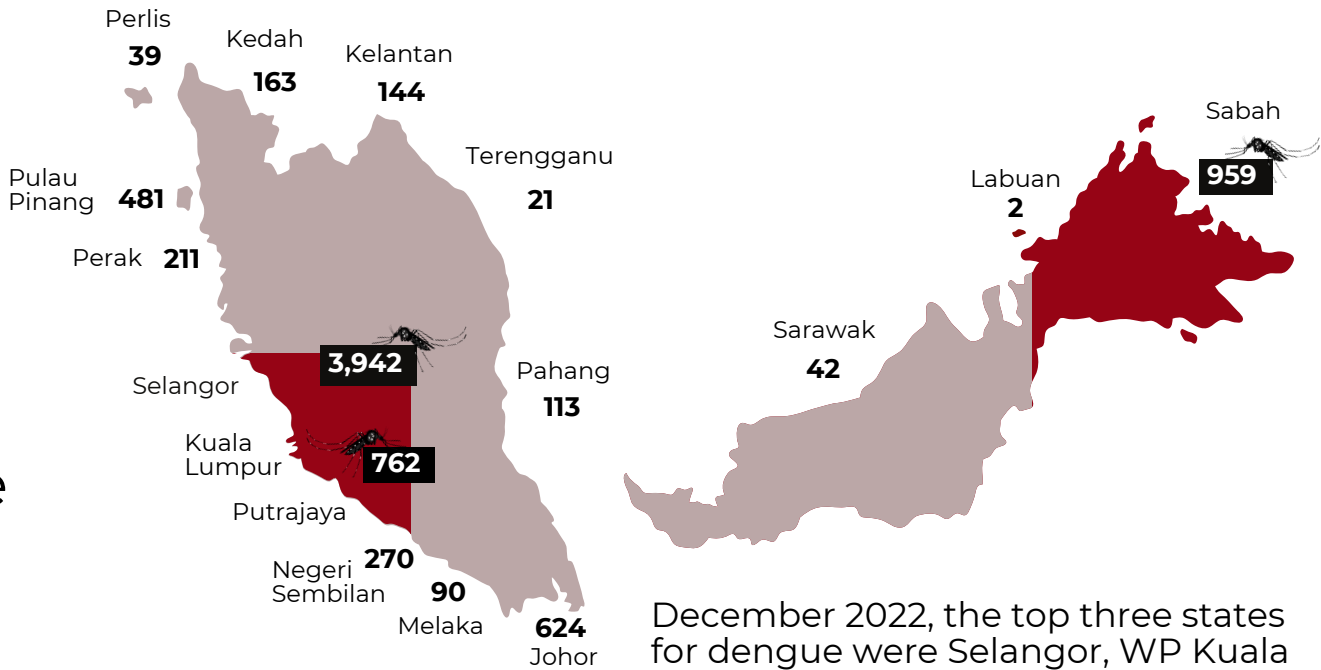 Perlis
39
Kedah
163
Kelantan
144
Terengganu
21
Pulau
Pinang
481
Perak
211
3,942
Selangor
Pahang
113
Kuala
Lumpur
762
Putrajaya
Negeri
Sembilan
270
90
Melaka
624
Johor
Sabah
959
Labuan
2
Sarawak
42
e
December 2022, the top three states
for dengue were Selangor, WP Kuala